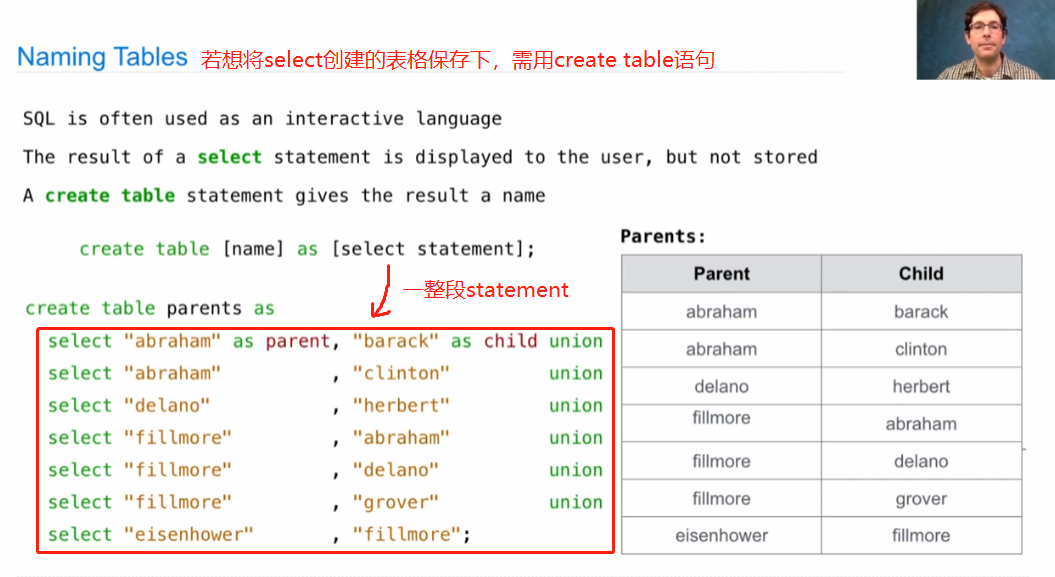 Naming Tables 若想将select创建的表格保存下，需用create table语句
SQL is often used as an interactive language
The result of a select statement is displayed to the user, but not stored
A create table statement gives the result a name
create table [name] as [select statement];
一整段statement
create table parents as
select "abraham" as parent, "barack" as child union
select "abraham" , "clinton" union
select "delano" , "herbert" union
select "fillmore" , "abraham" union
select "fillmore" , "delano" union
select "fillmore" , "grover" union
select "eisenhower" , "fillmore";
Parents:
Parent Child
abraham barack
abraham clinton
delano herbert
fillmore abraham
fillmore delano
fillmore grover
eisenhower fillmore